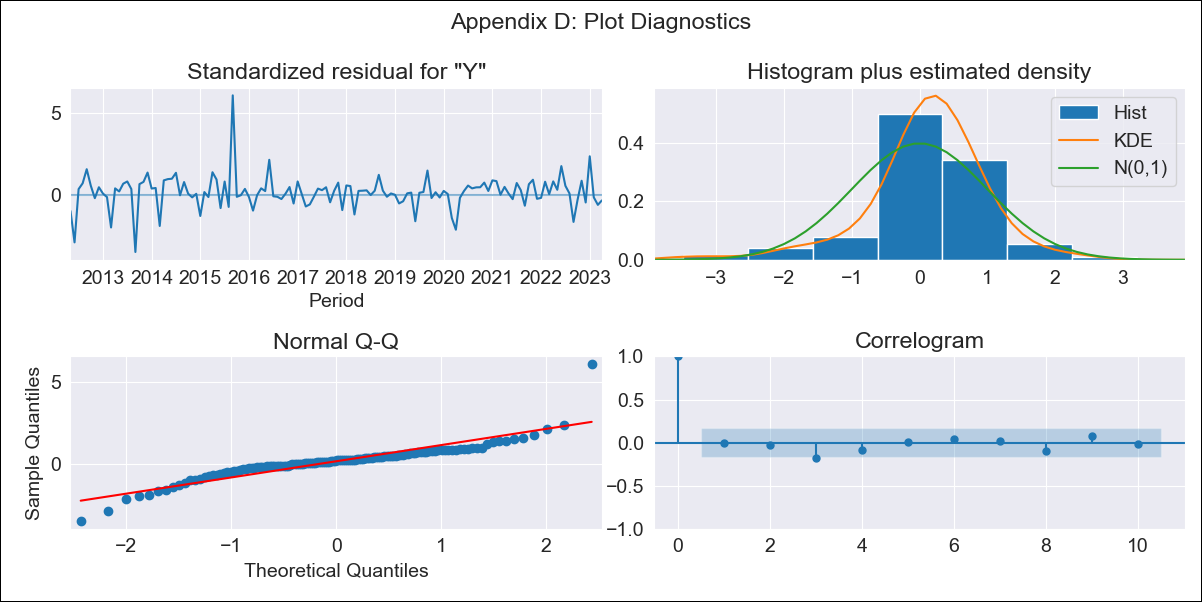 Appendix D: Plot Diagnostics
Standardized residual for "Y"
5
0
2013 2014 2015 2016 2017 2018 2019 2020 2021 2022 2023
Period
Histogram plus estimated density
Hist
KDE
N(0,1)
0.4
0.2
0.0
−3 −2 −1 0 1 2 3
Normal Q-Q
Sample Quantiles
5
0
−2 −1 0 1 2
Theoretical Quantiles
Correlogram
1.0
0.5
0.0
−0.5
−1.0
0 2 4 6 8 10